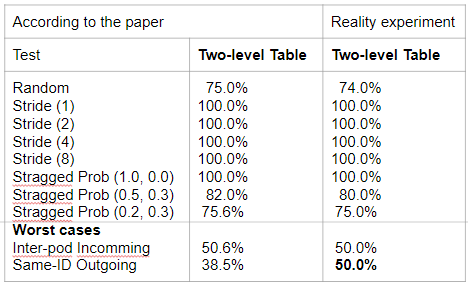 According to the paper Reality experiment
Test Two-level Table Two-level Table
Random 75.0% 74.0%
Stride (1) 100.0% 100.0%
Stride (2) 100.0% 100.0%
Stride (4) 100.0% 100.0%
Stride (8) 100.0% 100.0%
Stragged Prob (1.0, 0.0) 100.0% 100.0%
Stragged Prob (0.5, 0.3) 82.0% 80.0%
Stragged Prob (0.2, 0.3) 75.6% 75.0%
Worst cases
Inter-pod Incomming 50.6% 50.0%
Same-ID Outgoing 38.5% 50.0%